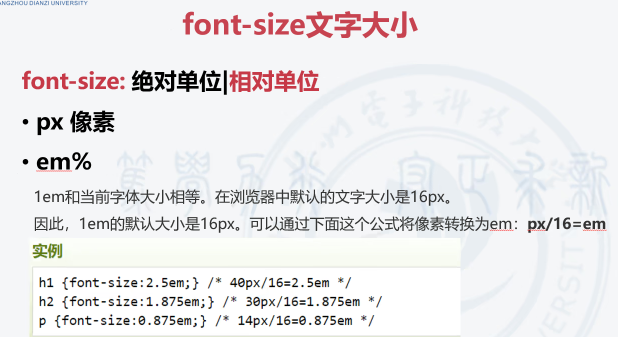 ANGZHOU DIANZI UNIVERSITY
font-size文字大小
font-size: 绝对单位|相对单位
• px 像素
• em%
1em和当前字体大小相等。在浏览器中默认的文字大小是16px。
因此，1em的默认大小是16px。可以通过下面这个公式将像素转换为em：px/16=em
实例
h1 {font-size:2.5em;} /* 40px/16=2.5em */
h2 {font-size:1.875em;} /* 30px/16=1.875em */
p {font-size:0.875em;} /* 14px/16=0.875em */